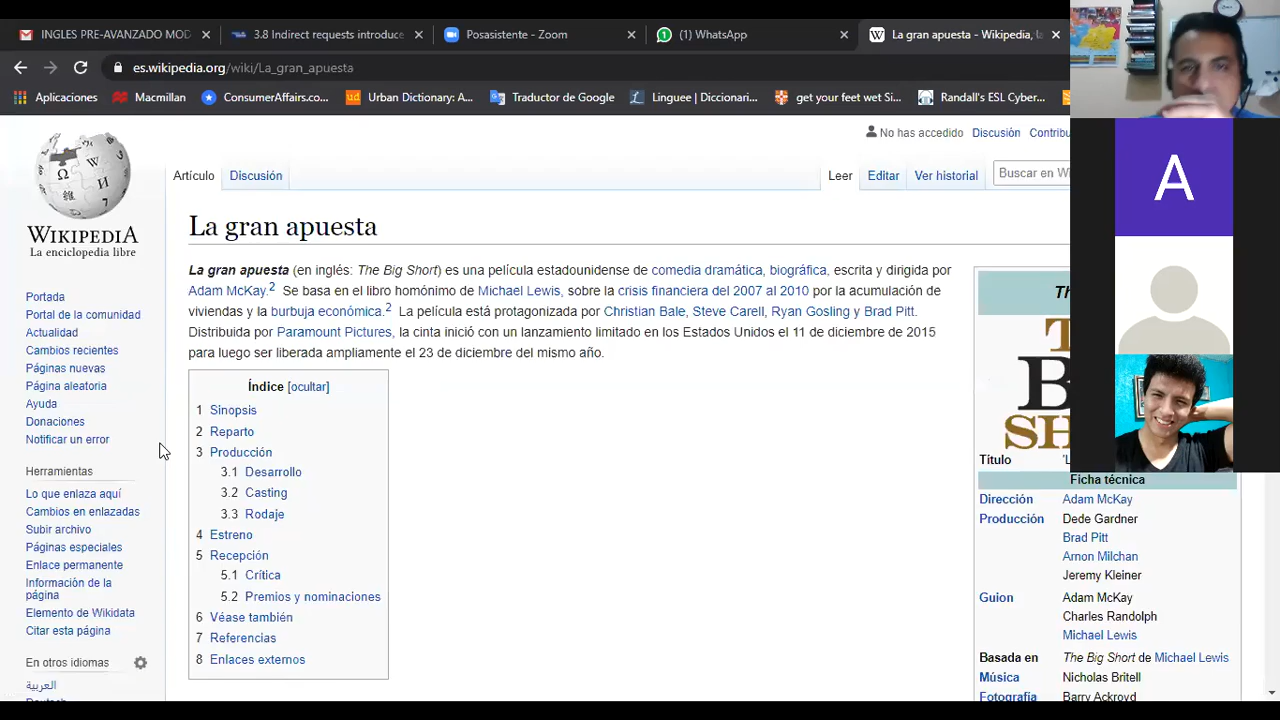 INGLES PRE-AVANZADO MOD
3.8 Indirect requests introduce
Posasistente - Zoom
(1) WhatsApp
La gran apuesta - Wikipedia, la
es.wikipedia.org/wiki/La_gran_apuesta
Aplicaciones
Macmillan
ConsumerAffairs.co...
Urban Dictionary: A...
Traductor de Google
Linguee | Diccionari...
get your feet wet Si...
Randall's ESL Cyber...
No has accedido
Discusión
Contribu
Artículo
Discusión
Leer
Editar
Ver historial
Buscar en Wi
WIKIPEDIA
La enciclopedia libre
Portada
Portal de la comunidad
Actualidad
Cambios recientes
Páginas nuevas
Página aleatoria
Ayuda
Donaciones
Notificar un error
Herramientas
Lo que enlaza aquí
Cambios en enlazadas
Subir archivo
Páginas especiales
Enlace permanente
Información de la
página
Elemento de Wikidata
Citar esta página
En otros idiomas
العربية
La gran apuesta
La gran apuesta (en inglés: The Big Short) es una película estadounidense de comedia dramática, biográfica, escrita y dirigida por
Adam McKay.2 Se basa en el libro homónimo de Michael Lewis, sobre la crisis financiera del 2007 al 2010 por la acumulación de
viviendas y la burbuja económica.2 La película está protagonizada por Christian Bale, Steve Carell, Ryan Gosling y Brad Pitt.
Distribuida por Paramount Pictures, la cinta inició con un lanzamiento limitado en los Estados Unidos el 11 de diciembre de 2015
para luego ser liberada ampliamente el 23 de diciembre del mismo año.
Índice [ocultar]
1 Sinopsis
2 Reparto
3 Producción
3.1 Desarrollo
3.2 Casting
3.3 Rodaje
4 Estreno
5 Recepción
5.1 Crítica
5.2 Premios y nominaciones
6 Véase también
7 Referencias
8 Enlaces externos
A
Título
Ficha técnica
Dirección Adam McKay
Producción Dede Gardner
Brad Pitt
Arnon Milchan
Jeremy Kleiner
Guion Adam McKay
Charles Randolph
Michael Lewis
Basada en The Big Short de Michael Lewis
Música Nicholas Britell
Fotografía Barry Ackroyd